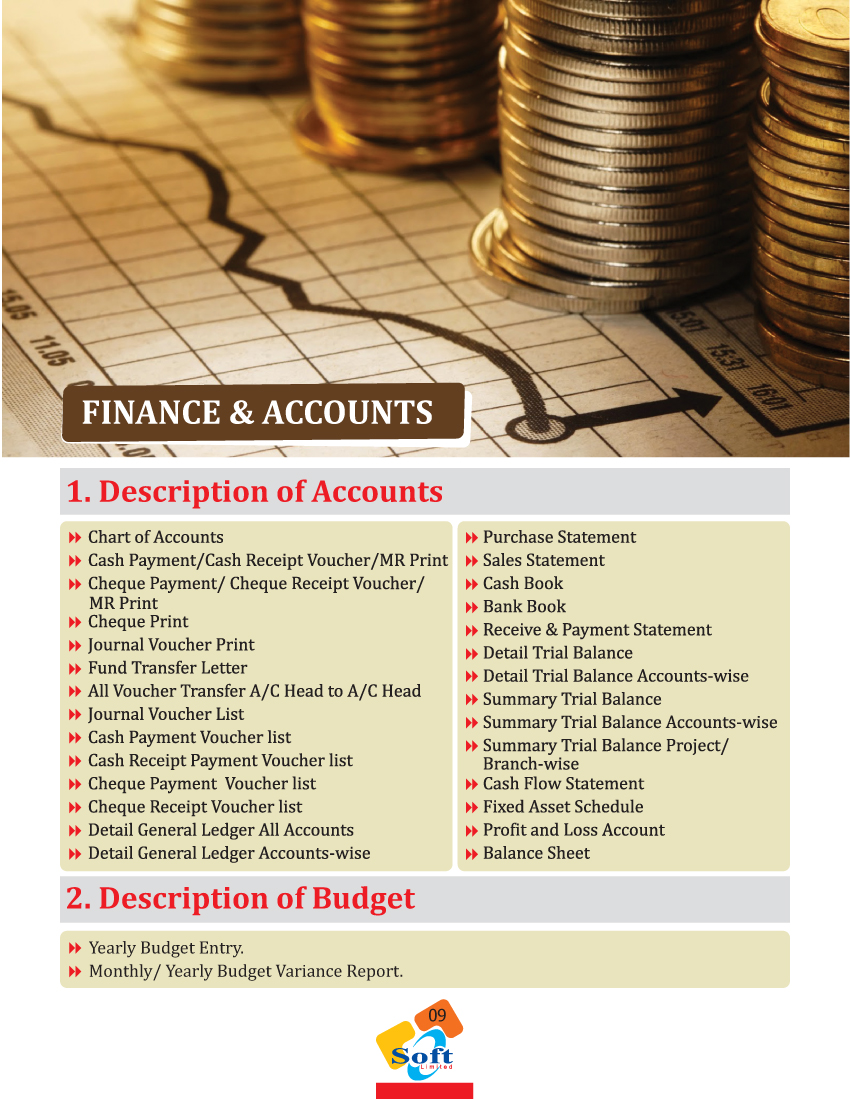 15.05
11.05
15:01
15:31
16:01
FINANCE & ACCOUNTS
1. Description of Accounts
Chart of Accounts
Cash Payment/Cash Receipt Voucher/MR Print
Cheque Payment/ Cheque Receipt Voucher/
MR Print
Cheque Print
Journal Voucher Print
Fund Transfer Letter
All Voucher Transfer A/C Head to A/C Head
Journal Voucher List
Cash Payment Voucher list
Cash Receipt Payment Voucher list
Cheque Payment  Voucher list
Cheque Receipt Voucher list
Detail General Ledger All Accounts
Detail General Ledger Accounts-wise
Purchase Statement
Sales Statement
Cash Book
Bank Book
Receive & Payment Statement
Detail Trial Balance
Detail Trial Balance Accounts-wise
Summary Trial Balance
Summary Trial Balance Accounts-wise
Summary Trial Balance Project/
Branch-wise
Cash Flow Statement
Fixed Asset Schedule
Profit and Loss Account
Balance Sheet
2. Description of Budget
Yearly Budget Entry.
Monthly/ Yearly Budget Variance Report.
09
Soft
Limited